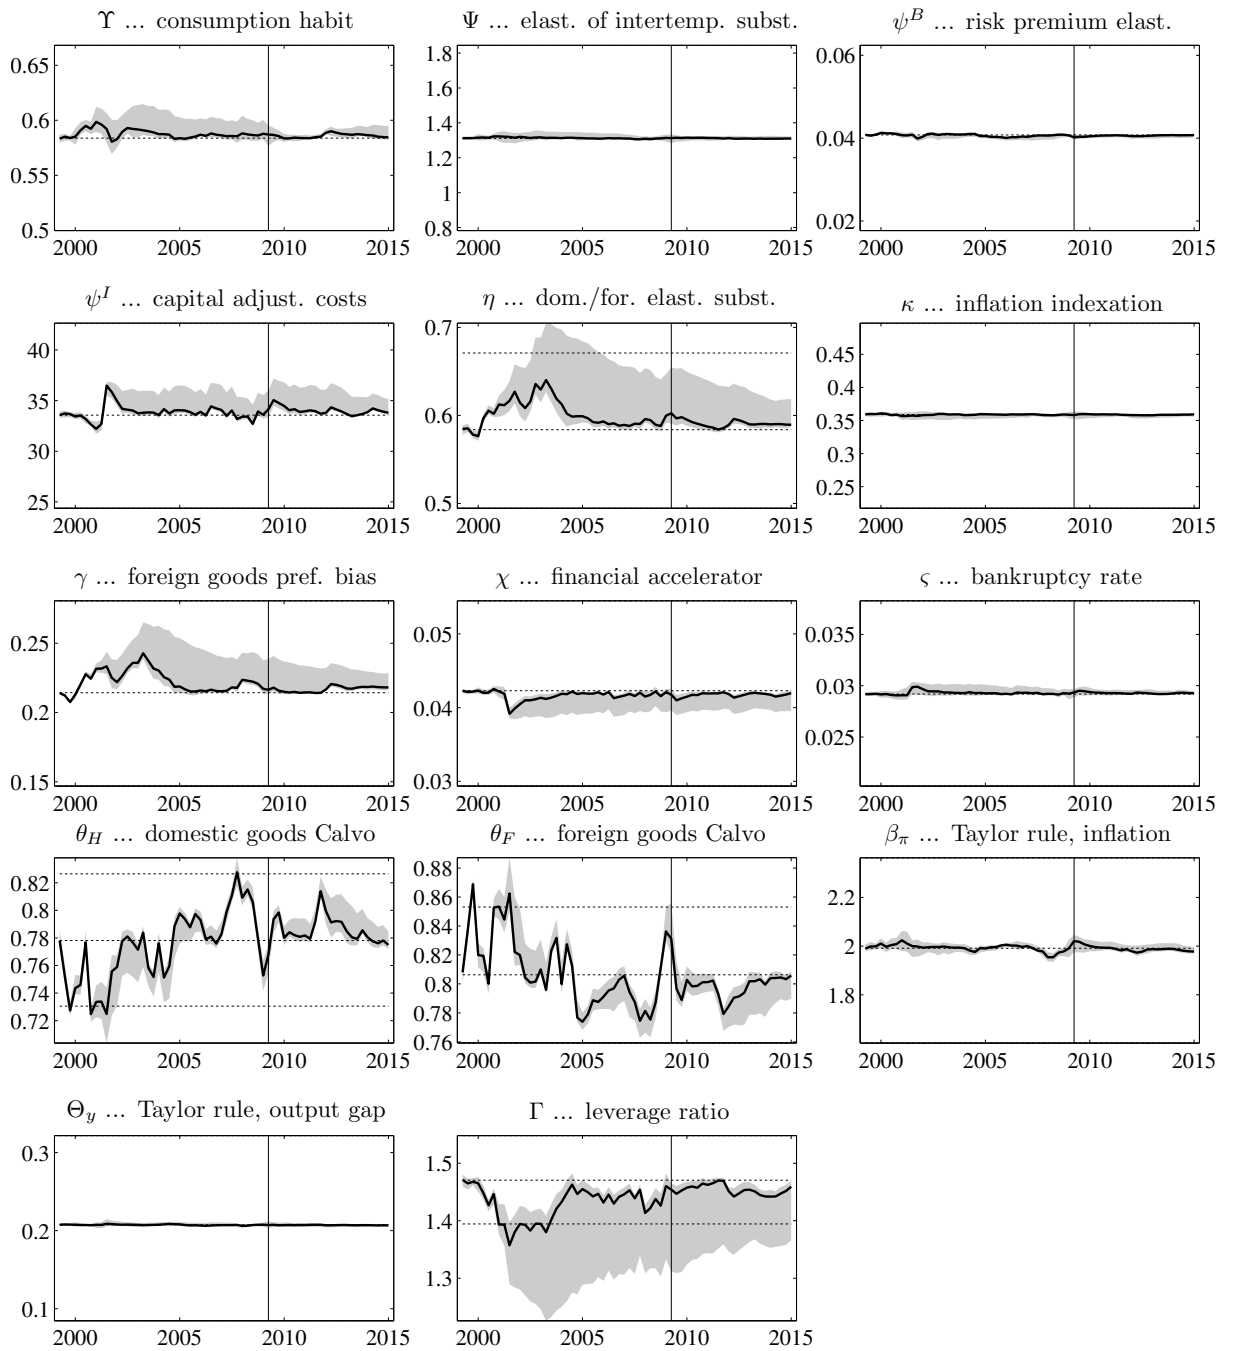 ϒ ... consumption habit
0.65
0.6
0.55
0.5
2000 2005 2010 2015
Ψ ... elast. of intertemp. subst.
1.8
1.6
1.4
1.2
1
0.8
2000 2005 2010 2015
ψ^B ... risk premium elast.
0.06
0.04
0.02
2000 2005 2010 2015
ψ^I ... capital adjust. costs
40
35
30
25
2000 2005 2010 2015
η ... dom./for. elast. subst.
0.7
0.6
0.5
2000 2005 2010 2015
κ ... inflation indexation
0.45
0.4
0.35
0.3
0.25
2000 2005 2010 2015
γ ... foreign goods pref. bias
0.25
0.2
0.15
2000 2005 2010 2015
χ ... financial accelerator
0.05
0.04
0.03
2000 2005 2010 2015
ς ... bankruptcy rate
0.035
0.03
0.025
2000 2005 2010 2015
θ_H ... domestic goods Calvo
0.82
0.8
0.78
0.76
0.74
0.72
2000 2005 2010 2015
θ_F ... foreign goods Calvo
0.88
0.86
0.84
0.82
0.8
0.78
0.76
2000 2005 2010 2015
β_π ... Taylor rule, inflation
2.2
2
1.8
2000 2005 2010 2015
Θ_y ... Taylor rule, output gap
0.3
0.2
0.1
2000 2005 2010 2015
Γ ... leverage ratio
1.5
1.4
1.3
2000 2005 2010 2015